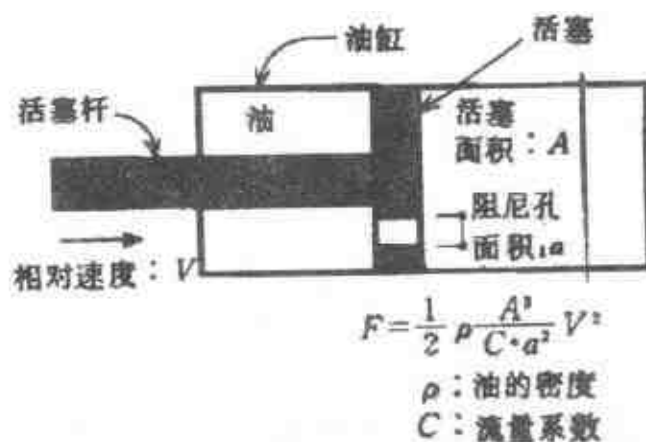 油缸
活塞
活塞杆
油
活塞
面积：A
阻尼孔
面积：a
相对速度：V
F = 1/2 ρ A³/(C·a²) V²
ρ：油的密度
C：流量系数